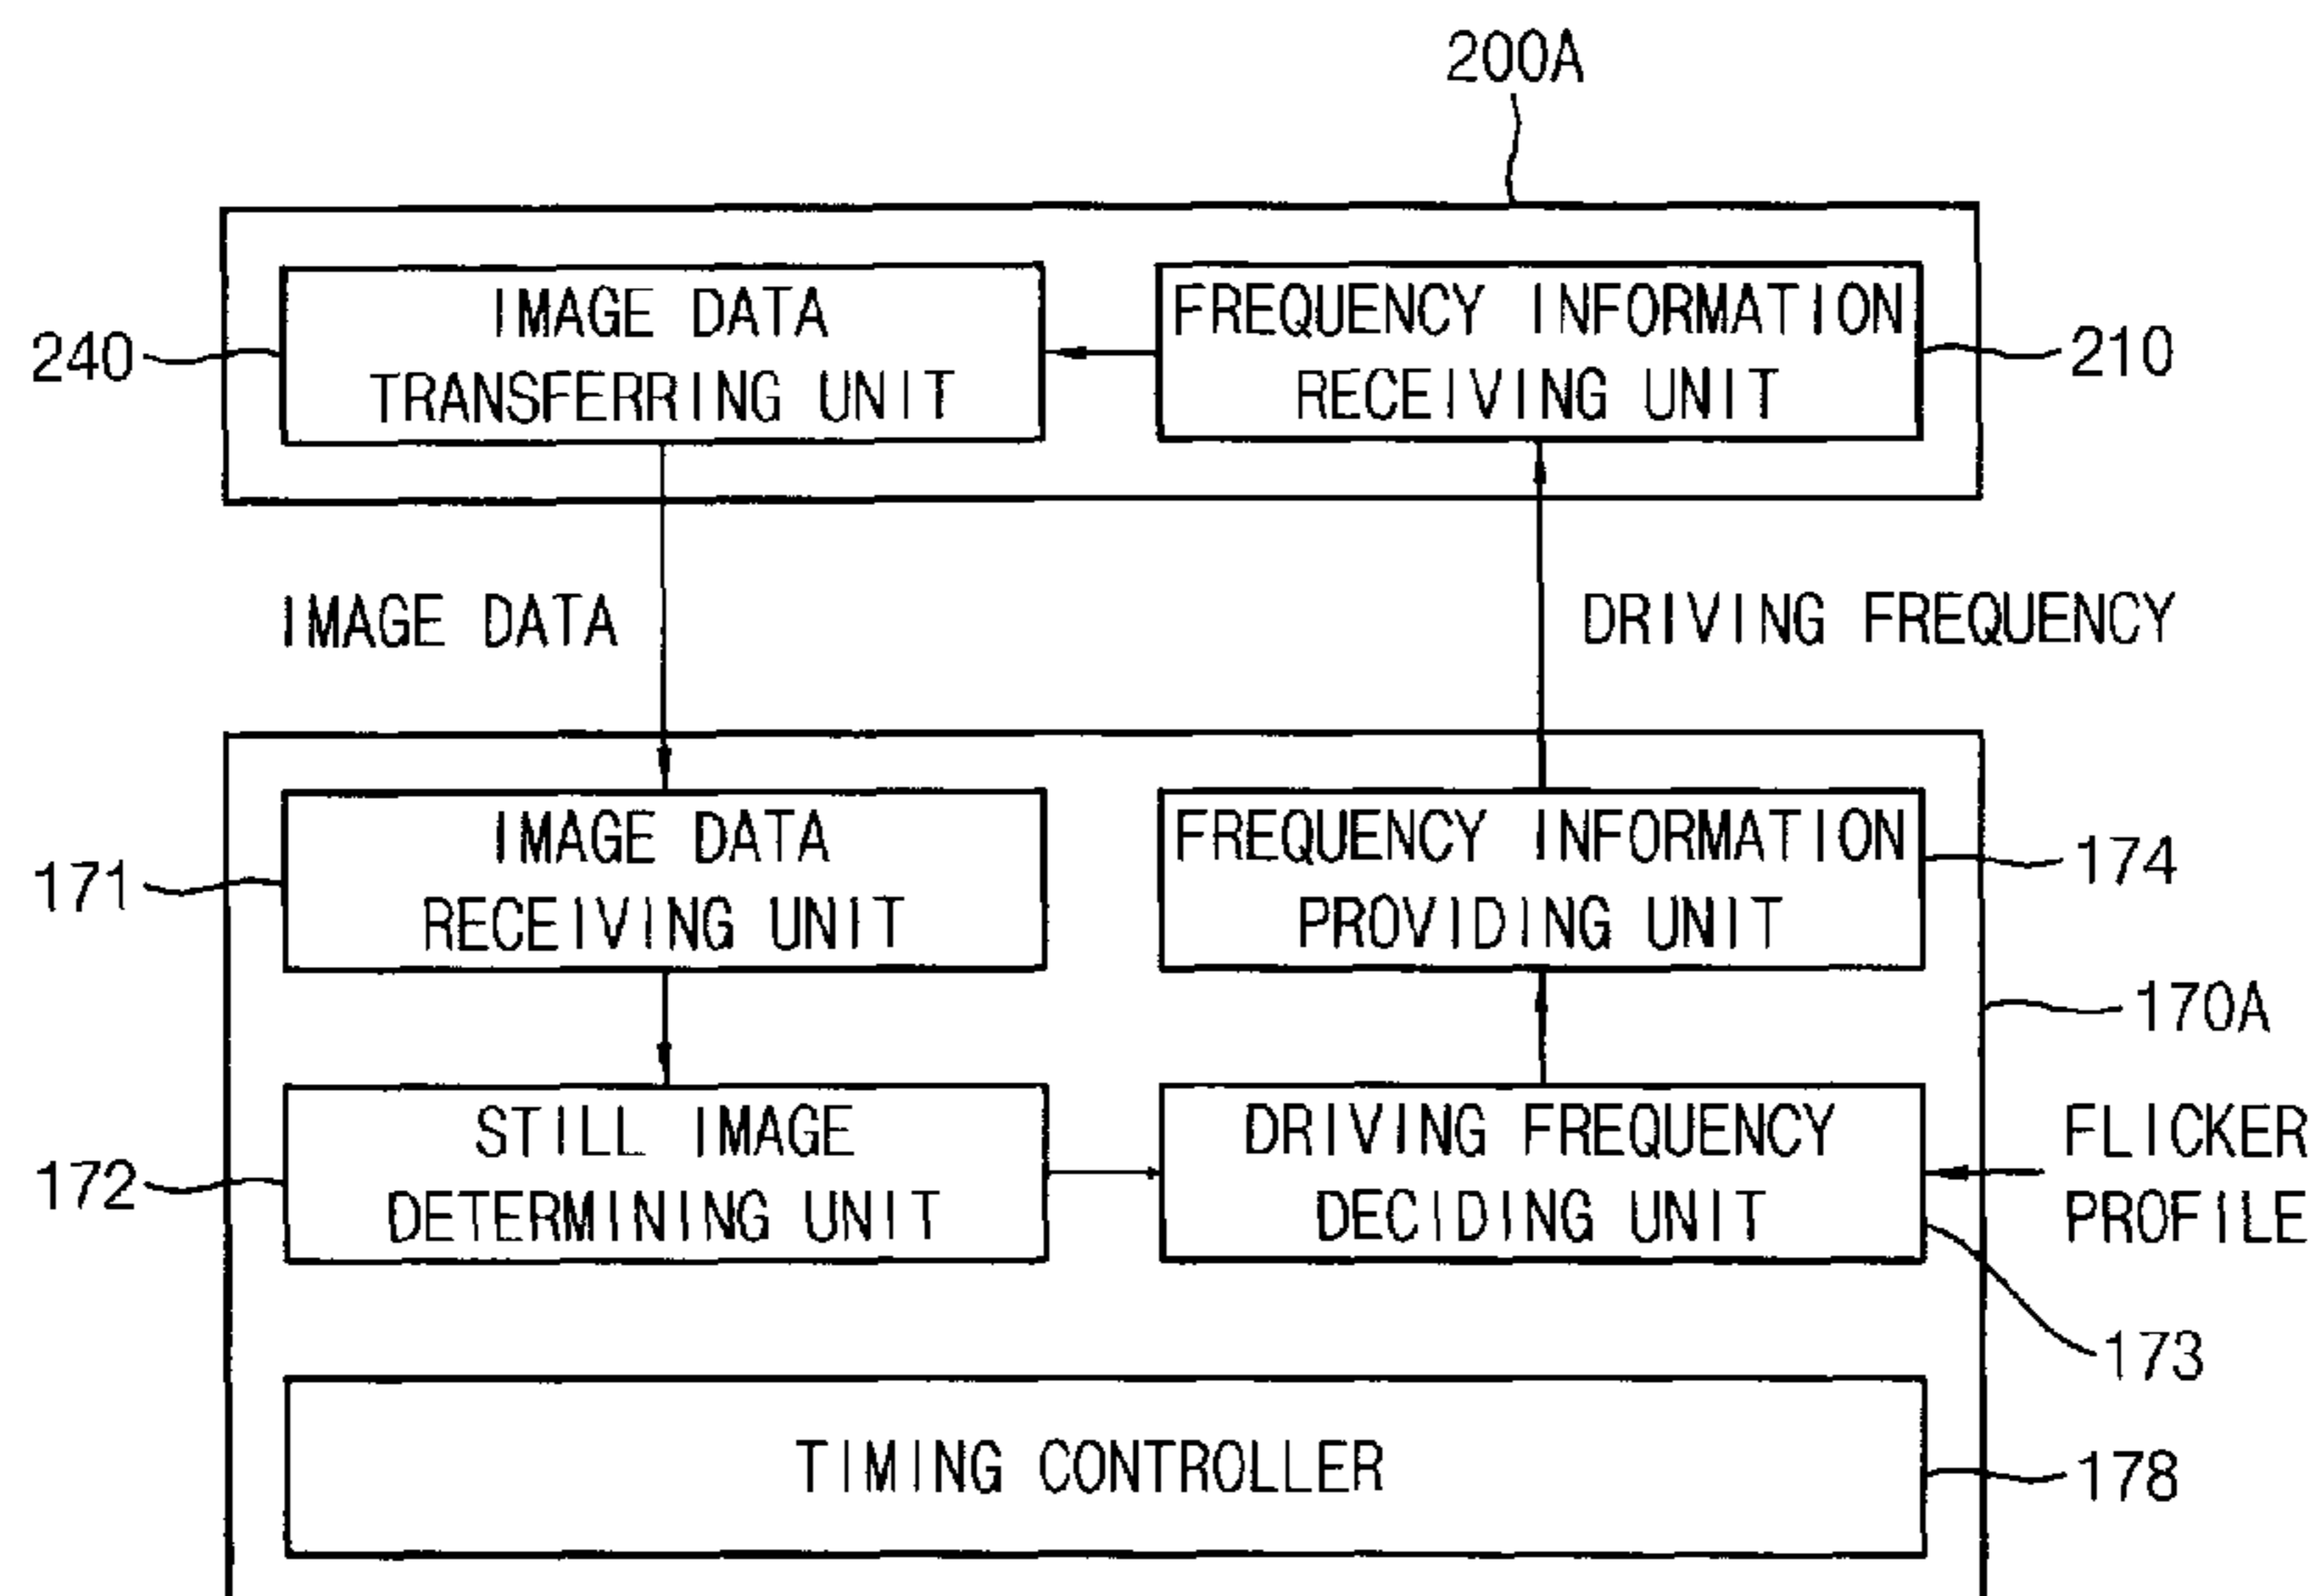 200A
IMAGE DATA
TRANSFERRING UNIT
240
FREQUENCY INFORMATION
RECEIVING UNIT
210
IMAGE DATA
DRIVING FREQUENCY
IMAGE DATA
RECEIVING UNIT
171
FREQUENCY INFORMATION
PROVIDING UNIT
174
170A
STILL IMAGE
DETERMINING UNIT
172
DRIVING FREQUENCY
DECIDING UNIT
FLICKER
PROFILE
173
TIMING CONTROLLER
178